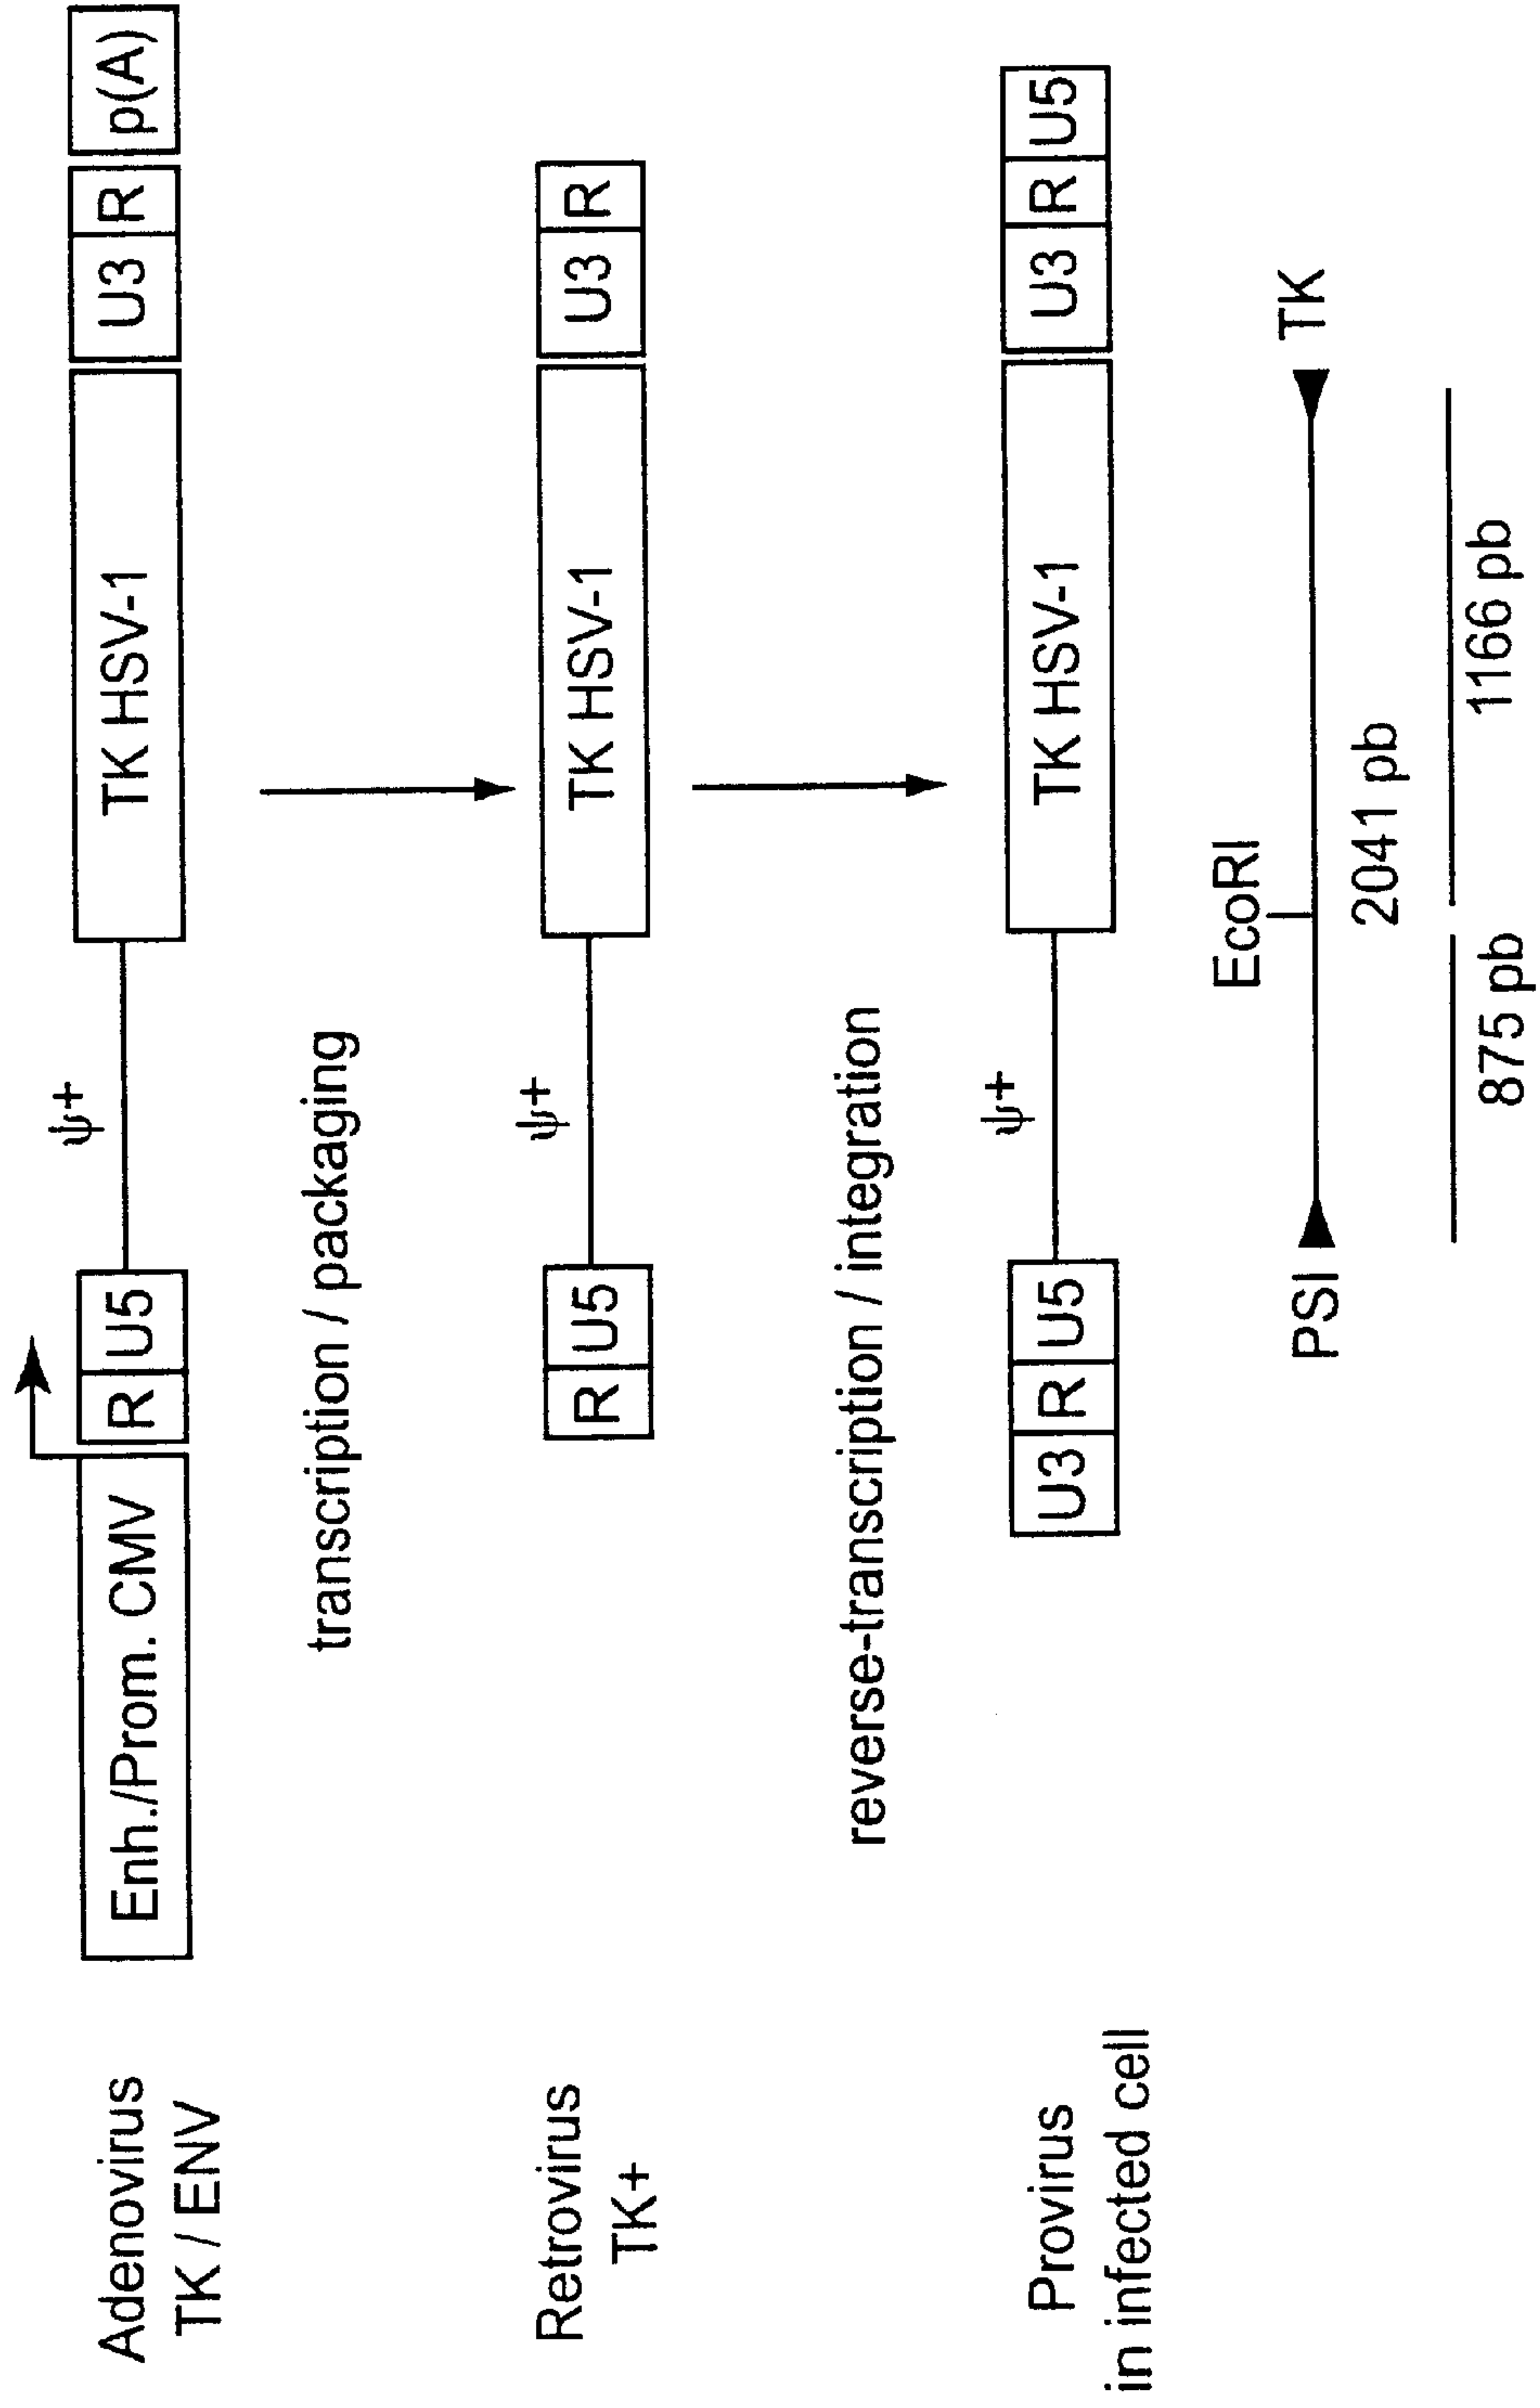 Adenovirus
TK / ENV
Enh./Prom. CMV R U5 ψ+ TK HSV-1 U3 R p(A)
transcription / packaging
Retrovirus
TK+
R U5 ψ+ TK HSV-1 U3 R
reverse-transcription / integration
Provirus
in infected cell
U3 R U5 ψ+ TK HSV-1 U3 R U5
EcoRI
PSI TK
2041 pb
875 pb 1166 pb